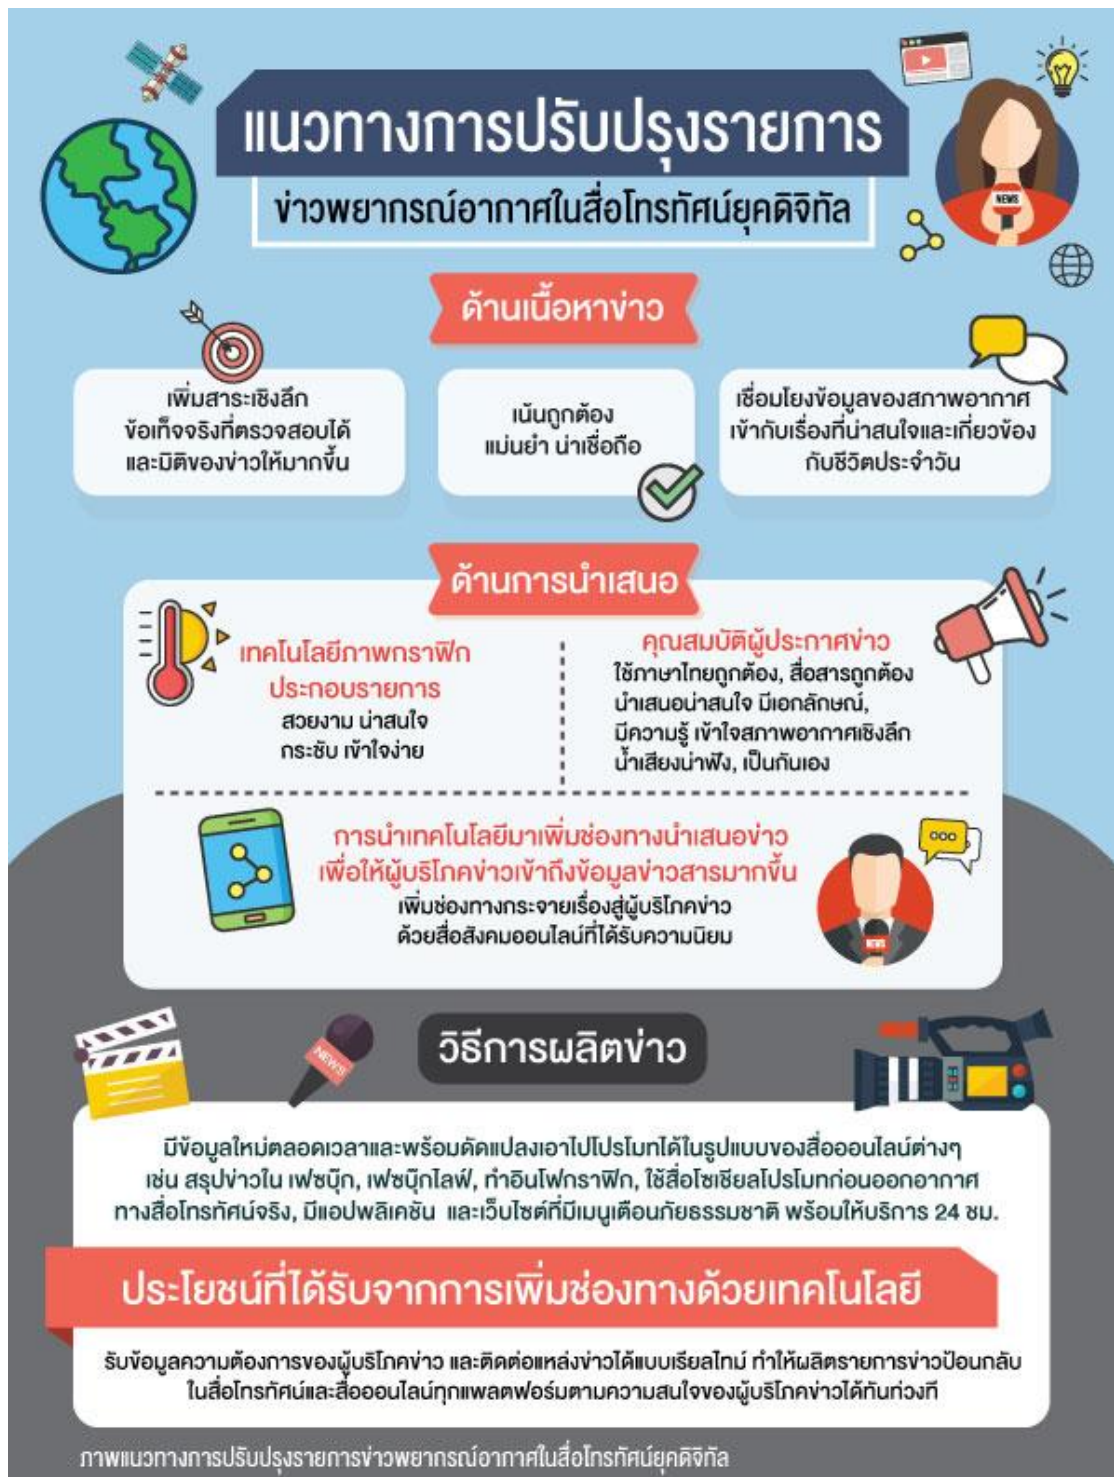 แนวทางการปรับปรุงรายการ
ข่าวพยากรณ์อากาศในสื่อโทรทัศน์ยุคดิจิทัล
NEWS
ด้านเนื้อหาข่าว
เพิ่มสาระเชิงลึก
ข้อเท็จจริงที่ตรวจสอบได้
และมิติของข่าวให้มากขึ้น
เน้นถูกต้อง
แม่นยำ น่าเชื่อถือ
เชื่อมโยงข้อมูลของสภาพอากาศ
เข้ากับเรื่องที่น่าสนใจและเกี่ยวข้อง
กับชีวิตประจำวัน
ด้านการนำเสนอ
เทคโนโลยีภาพกราฟิก
ประกอบรายการ
สวยงาม น่าสนใจ
กระชับ เข้าใจง่าย
คุณสมบัติผู้ประกาศข่าว
ใช้ภาษาไทยถูกต้อง, สื่อสารถูกต้อง
นำเสนอน่าสนใจ มีเอกลักษณ์,
มีความรู้ เข้าใจสภาพอากาศเชิงลึก
น้ำเสียงน่าฟัง, เป็นกันเอง
การนำเทคโนโลยีมาเพิ่มช่องทางนำเสนอข่าว
เพื่อให้ผู้บริโภคข่าวเข้าถึงข้อมูลข่าวสารมากขึ้น
เพิ่มช่องทางกระจายเรื่องสู่ผู้บริโภคข่าว
ด้วยสื่อสังคมออนไลน์ที่ได้รับความนิยม
NEWS
NEWS
วิธีการผลิตข่าว
มีข้อมูลใหม่ตลอดเวลาและพร้อมดัดแปลงเอาไปโปรโมทได้ในรูปแบบของสื่อออนไลน์ต่างๆ
เช่น สรุปข่าวใน เฟซบุ๊ก, เฟซบุ๊กไลฟ์, ทำอินโฟกราฟิก, ใช้สื่อโซเชียลโปรโมทก่อนออกอากาศ
ทางสื่อโทรทัศน์จริง, มีแอปพลิเคชัน และเว็บไซต์ที่มีเมนูเตือนภัยธรรมชาติ พร้อมให้บริการ 24 ชม.
ประโยชน์ที่ได้รับจากการเพิ่มช่องทางด้วยเทคโนโลยี
รับข้อมูลความต้องการของผู้บริโภคข่าว และติดต่อแหล่งข่าวได้แบบเรียลไทม์ ทำให้ผลิตรายการข่าวป้อนกลับ
ในสื่อโทรทัศน์และสื่อออนไลน์ทุกแพลตฟอร์มตามความสนใจของผู้บริโภคข่าวได้ทันท่วงที
ภาพแนวทางการปรับปรุงรายการข่าวพยากรณ์อากาศในสื่อโทรทัศน์ยุคดิจิทัล